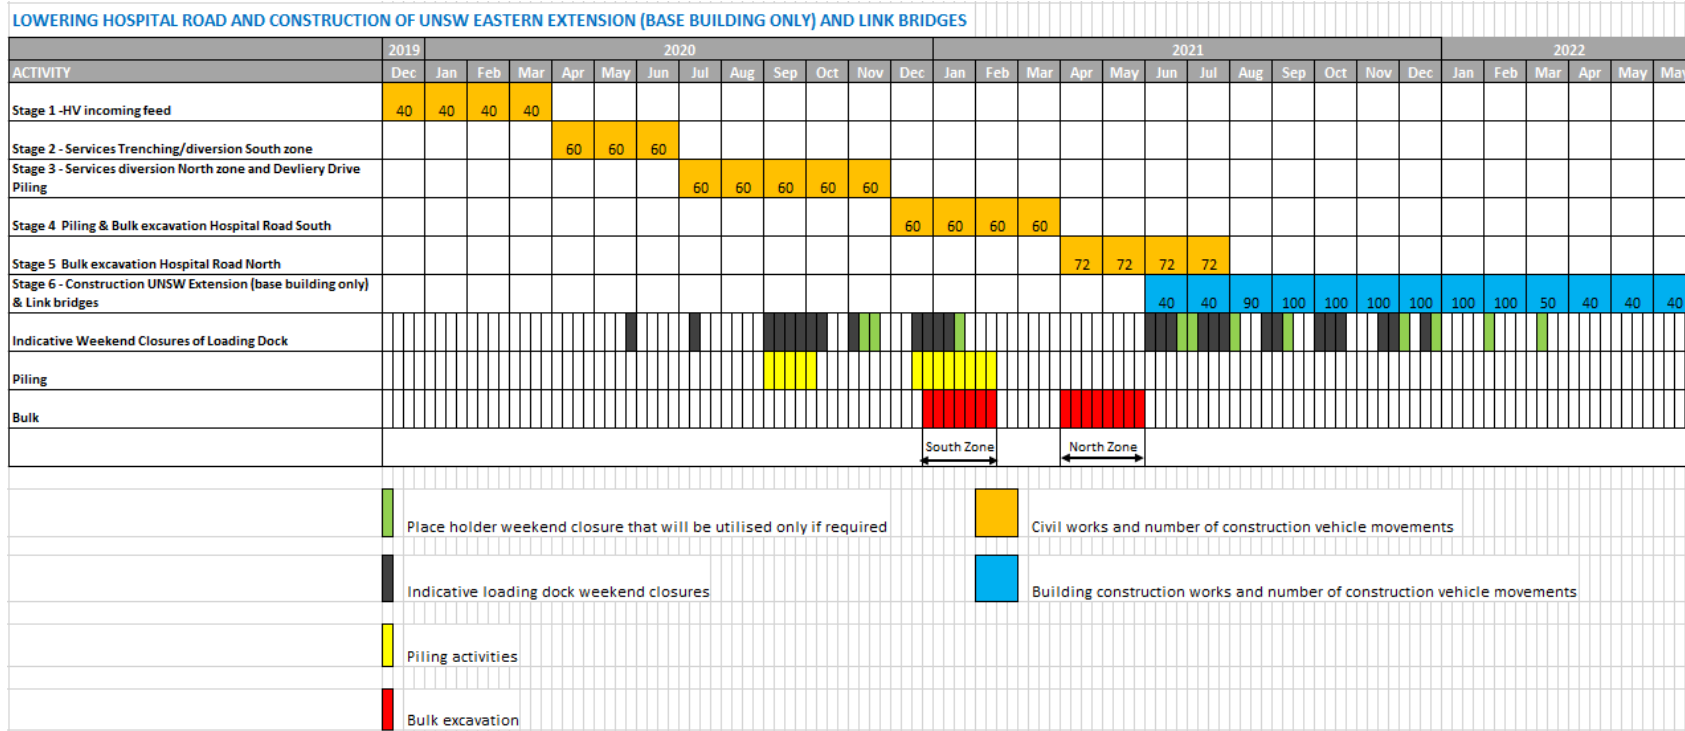 LOWERING HOSPITAL ROAD AND CONSTRUCTION OF UNSW EASTERN EXTENSION (BASE BUILDING ONLY) AND LINK BRIDGES
2019 2020 2021 2022
ACTIVITY Dec Jan Feb Mar Apr May Jun Jul Aug Sep Oct Nov Dec Jan Feb Mar Apr May Jun Jul Aug Sep Oct Nov Dec Jan Feb Mar Apr May May
Stage 1 -HV incoming feed 40 40 40 40
Stage 2 - Services Trenching/diversion South zone 60 60 60
Stage 3 - Services diversion North zone and Devliery Drive
Piling 60 60 60 60 60
Stage 4 Piling & Bulk excavation Hospital Road South 60 60 60 60
Stage 5 Bulk excavation Hospital Road North 72 72 72 72
Stage 6 - Construction UNSW Extension (base building only)
& Link bridges 40 40 90 100 100 100 100 100 100 50 40 40 40
Indicative Weekend Closures of Loading Dock
Piling
Bulk
South Zone North Zone
Place holder weekend closure that will be utilised only if required
Civil works and number of construction vehicle movements
Indicative loading dock weekend closures
Building construction works and number of construction vehicle movements
Piling activities
Bulk excavation